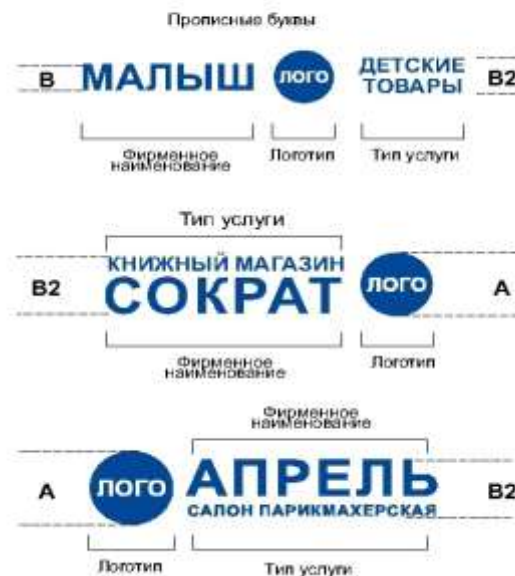 Прописные буквы
В МАЛЫШ ЛОГО ДЕТСКИЕ ТОВАРЫ В2
Фирменное наименование Логотип Тип услуги
Тип услуги
В2 КНИЖНЫЙ МАГАЗИН
СОКРАТ ЛОГО А
Фирменное наименование Логотип
Фирменное наименование
А ЛОГО АПРЕЛЬ В2
САЛОН ПАРИКМАХЕРСКАЯ
Логотип Тип услуги